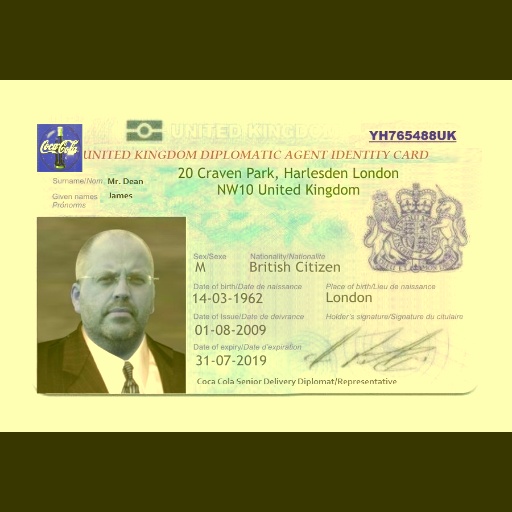 UNITED KINGDOM
YH765488UK
Coca-Cola
UNITED KINGDOM DIPLOMATIC AGENT IDENTITY CARD
20 Craven Park, Harlesden London
NW10 United Kingdom
Surname/Nom Mr. Dean
Given names James
Prénorms
Sex/Sexe Nationality/Nationalité
M British Citizen
Date of birth/Date de naissance Place of birth/Lieu de naissance
14-03-1962 London
Date of Issue/Date de deivrance Holder's signature/Signature du citulaire
01-08-2009
Date of expiry/Date d'expiration
31-07-2019
Coca Cola Senior Delivery Diplomat/Representative